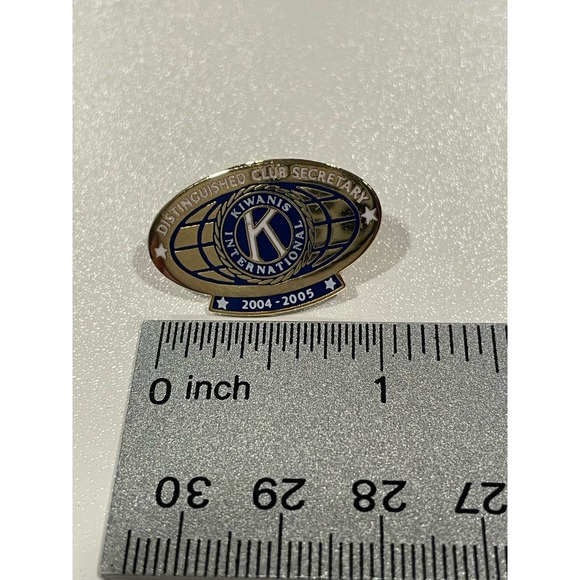 DISTINGUISHED CLUB SECRETARY
KIWANIS
K
INTERNATIONAL
2004-2005
0 inch 1
30 29 28 27